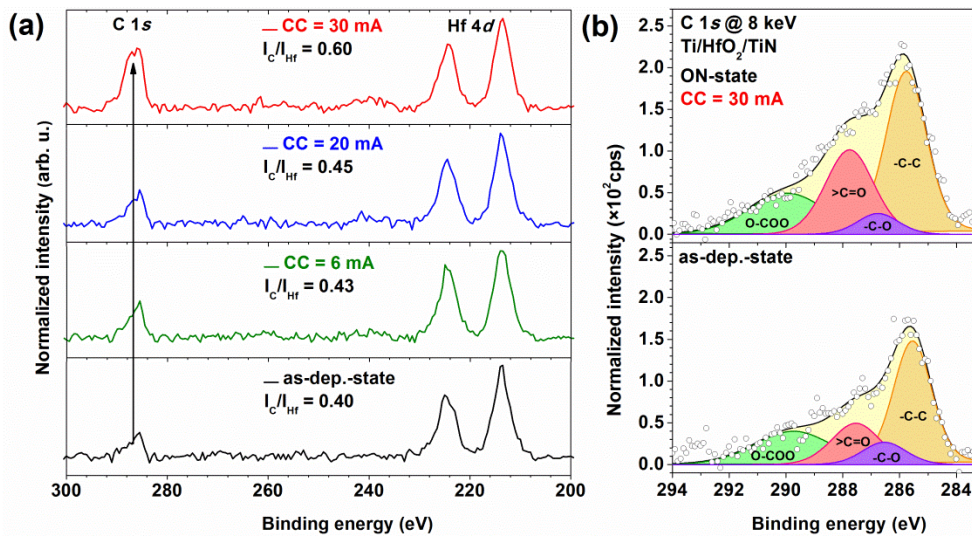 (a)
C 1s
Hf 4d
CC = 30 mA
I_C/I_Hf = 0.60
CC = 20 mA
I_C/I_Hf = 0.45
CC = 6 mA
I_C/I_Hf = 0.43
as-dep.-state
I_C/I_Hf = 0.40
Normalized intensity (arb. u.)
300 280 260 240 220 200
Binding energy (eV)
(b)
C 1s @ 8 keV
Ti/HfO₂/TiN
ON-state
CC = 30 mA
2.5
2.0
1.5
1.0
0.5
0.0
-C-C
>C=O
O-COO
-C-O
as-dep.-state
1.5
1.0
0.5
0.0
-C-C
>C=O
O-COO
-C-O
Normalized intensity (×10²cps)
294 292 290 288 286 284
Binding energy (eV)